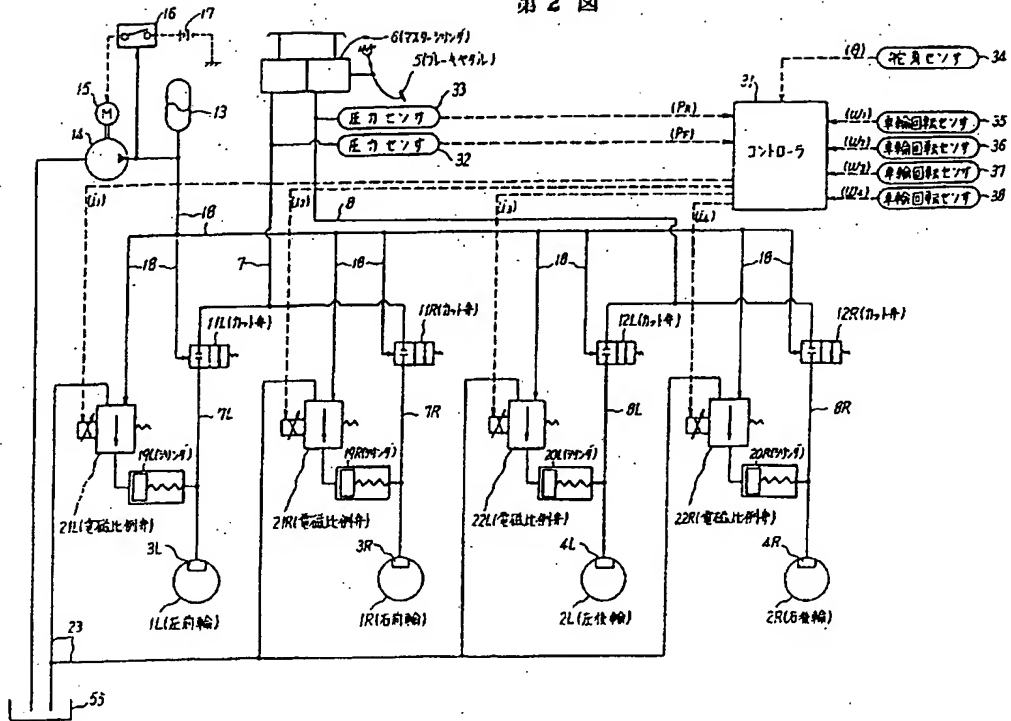 第2図
16
17
6(マスターシリンダ)
5(ブレーキペダル)
15
M
14
13
33
圧力センサ
(PR)
圧力センサ
(PF)
32
31
コントローラ
(θ)
舵角センサ
34
(ω1)
車輪回転センサ
35
(ω2)
車輪回転センサ
36
(ω3)
車輪回転センサ
37
(ω4)
車輪回転センサ
38
(i1)
(i2)
(i3)
(i4)
18
8
7
18
18
18
18
11L(カット弁)
11R(カット弁)
12L(カット弁)
12R(カット弁)
7L
7R
8L
8R
19L(シリンダ)
19R(シリンダ)
20L(シリンダ)
20R(シリンダ)
21L(電磁比例弁)
21R(電磁比例弁)
22L(電磁比例弁)
22R(電磁比例弁)
3L
3R
4L
4R
1L(左前輪)
1R(右前輪)
2L(左後輪)
2R(右後輪)
23
55